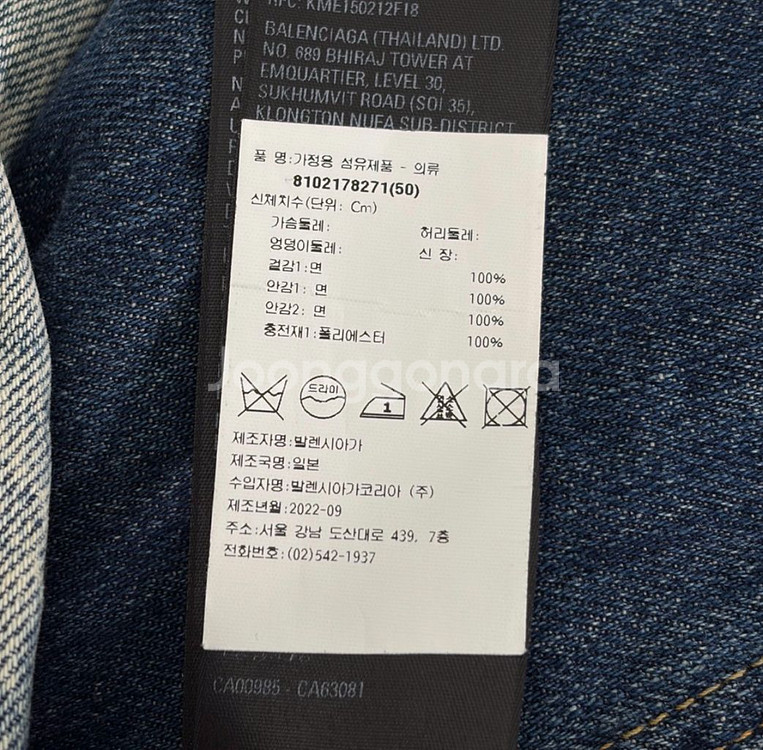 RFC: KME150212F18
BALENCIAGA (THAILAND) LTD.
NO. 689 BHIRAJ TOWER AT
EMQUARTIER, LEVEL 30,
SUKHUMVIT ROAD (SOI 35),
KLONGTON NUEA SUB-DISTRICT
품 명:가정용 섬유제품 - 의류
8102178271(50)
신체치수(단위: Cm)
가슴둘레: 허리둘레:
엉덩이둘레: 신 장:
겉감1:면 100%
안감1: 면 100%
안감2: 면 100%
충전재1:폴리에스터 100%
Joonggonara
드라이
1
제조자명:발렌시아가
제조국명:일본
수입자명:발렌시아가코리아 (주)
제조년월:2022-09
주소:서울 강남 도산대로 439, 7층
전화번호:(02)542-1937
CA00985 - CA63081